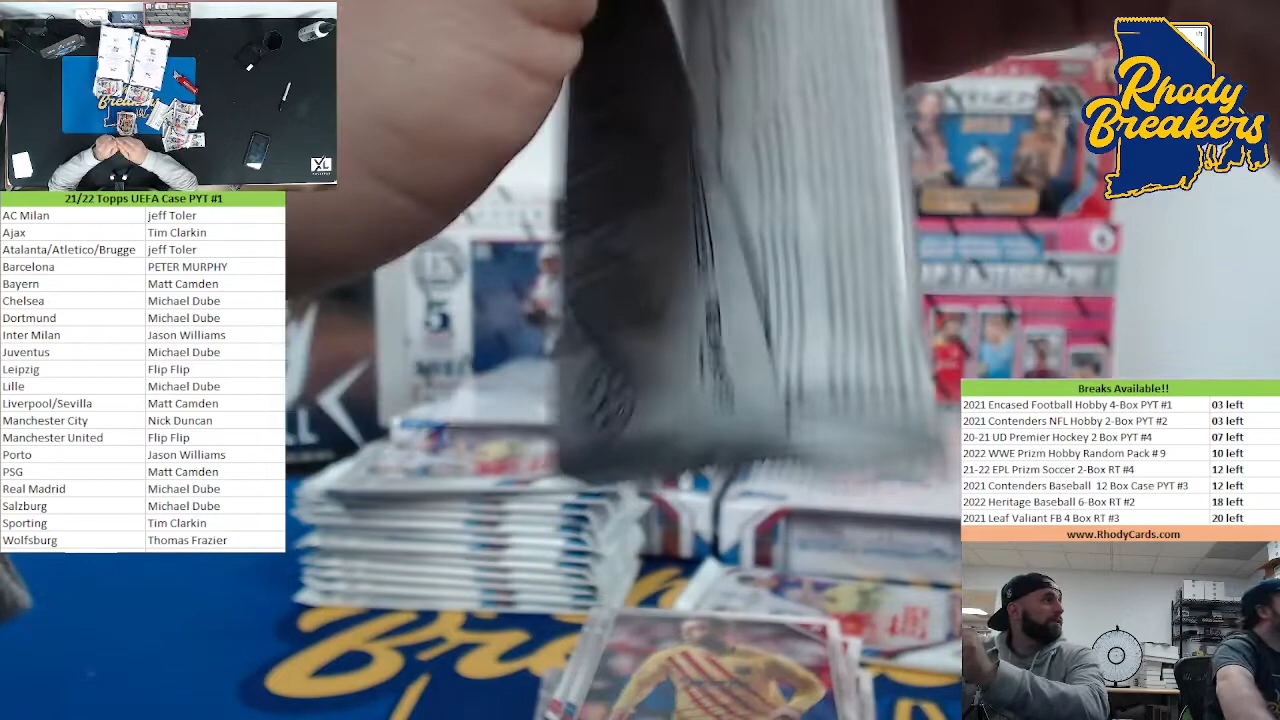 Rhody
Breakers
21/22 Topps UEFA Case PYT #1
AC Milan jeff Toler
Ajax Tim Clarkin
Atalanta/Atletico/Brugge jeff Toler
Barcelona PETER MURPHY
Bayern Matt Camden
Chelsea Michael Dube
Dortmund Michael Dube
Inter Milan Jason Williams
Juventus Michael Dube
Leipzig Flip Flip
Lille Michael Dube
Liverpool/Sevilla Matt Camden
Manchester City Nick Duncan
Manchester United Flip Flip
Porto Jason Williams
PSG Matt Camden
Real Madrid Michael Dube
Salzburg Michael Dube
Sporting Tim Clarkin
Wolfsburg Thomas Frazier
5
2
Breaks Available!!
2021 Encased Football Hobby 4-Box PYT #1 03 left
2021 Contenders NFL Hobby 2-Box PYT #2 03 left
20-21 UD Premier Hockey 2 Box PYT #4 07 left
2022 WWE Prizm Hobby Random Pack # 9 10 left
21-22 EPL Prizm Soccer 2-Box RT #4 12 left
2021 Contenders Baseball 12 Box Case PYT #3 12 left
2022 Heritage Baseball 6-Box RT #2 18 left
2021 Leaf Valiant FB 4 Box RT #3 20 left
www.RhodyCards.com